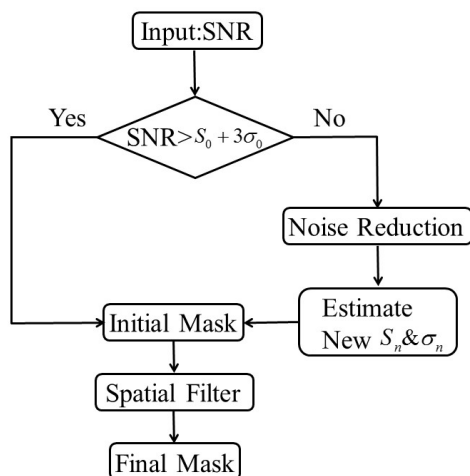 Input:SNR
Yes
No
SNR>S₀ + 3σ₀
Noise Reduction
Estimate
New Sₙ&σₙ
Initial Mask
Spatial Filter
Final Mask